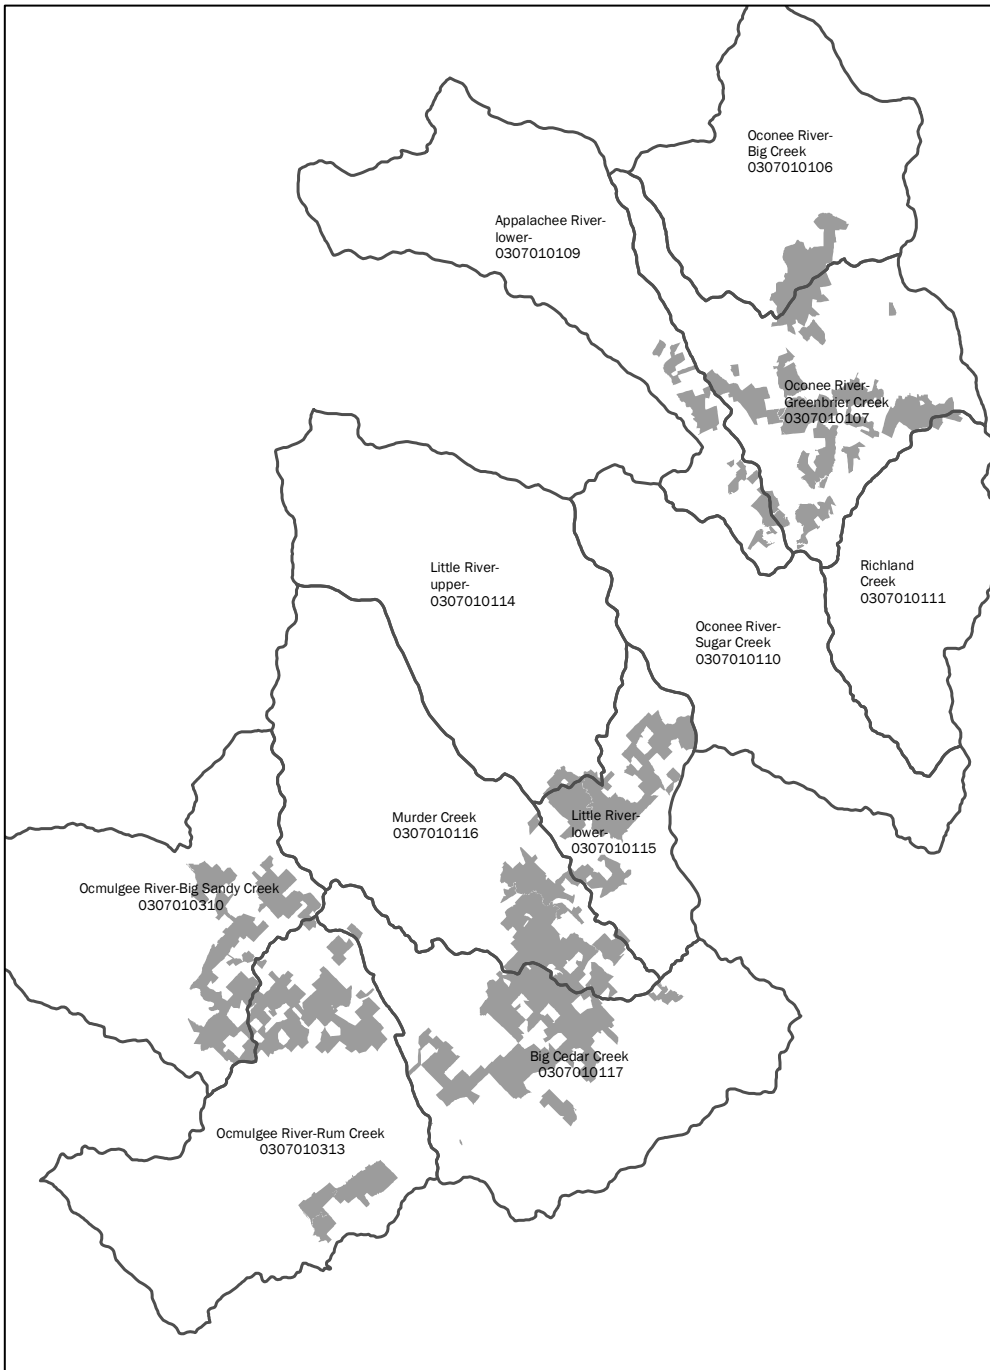 Oconee River-
Big Creek
0307010106
Appalachee River-
lower-
0307010109
Oconee River-
Greenbrier Creek
0307010107
Little River-
upper-
0307010114
Richland
Creek
0307010111
Oconee River-
Sugar Creek
0307010110
Murder Creek
0307010116
Little River-
lower-
0307010115
Ocmulgee River-Big Sandy Creek
0307010310
Big Cedar Creek
0307010117
Ocmulgee River-Rum Creek
0307010313